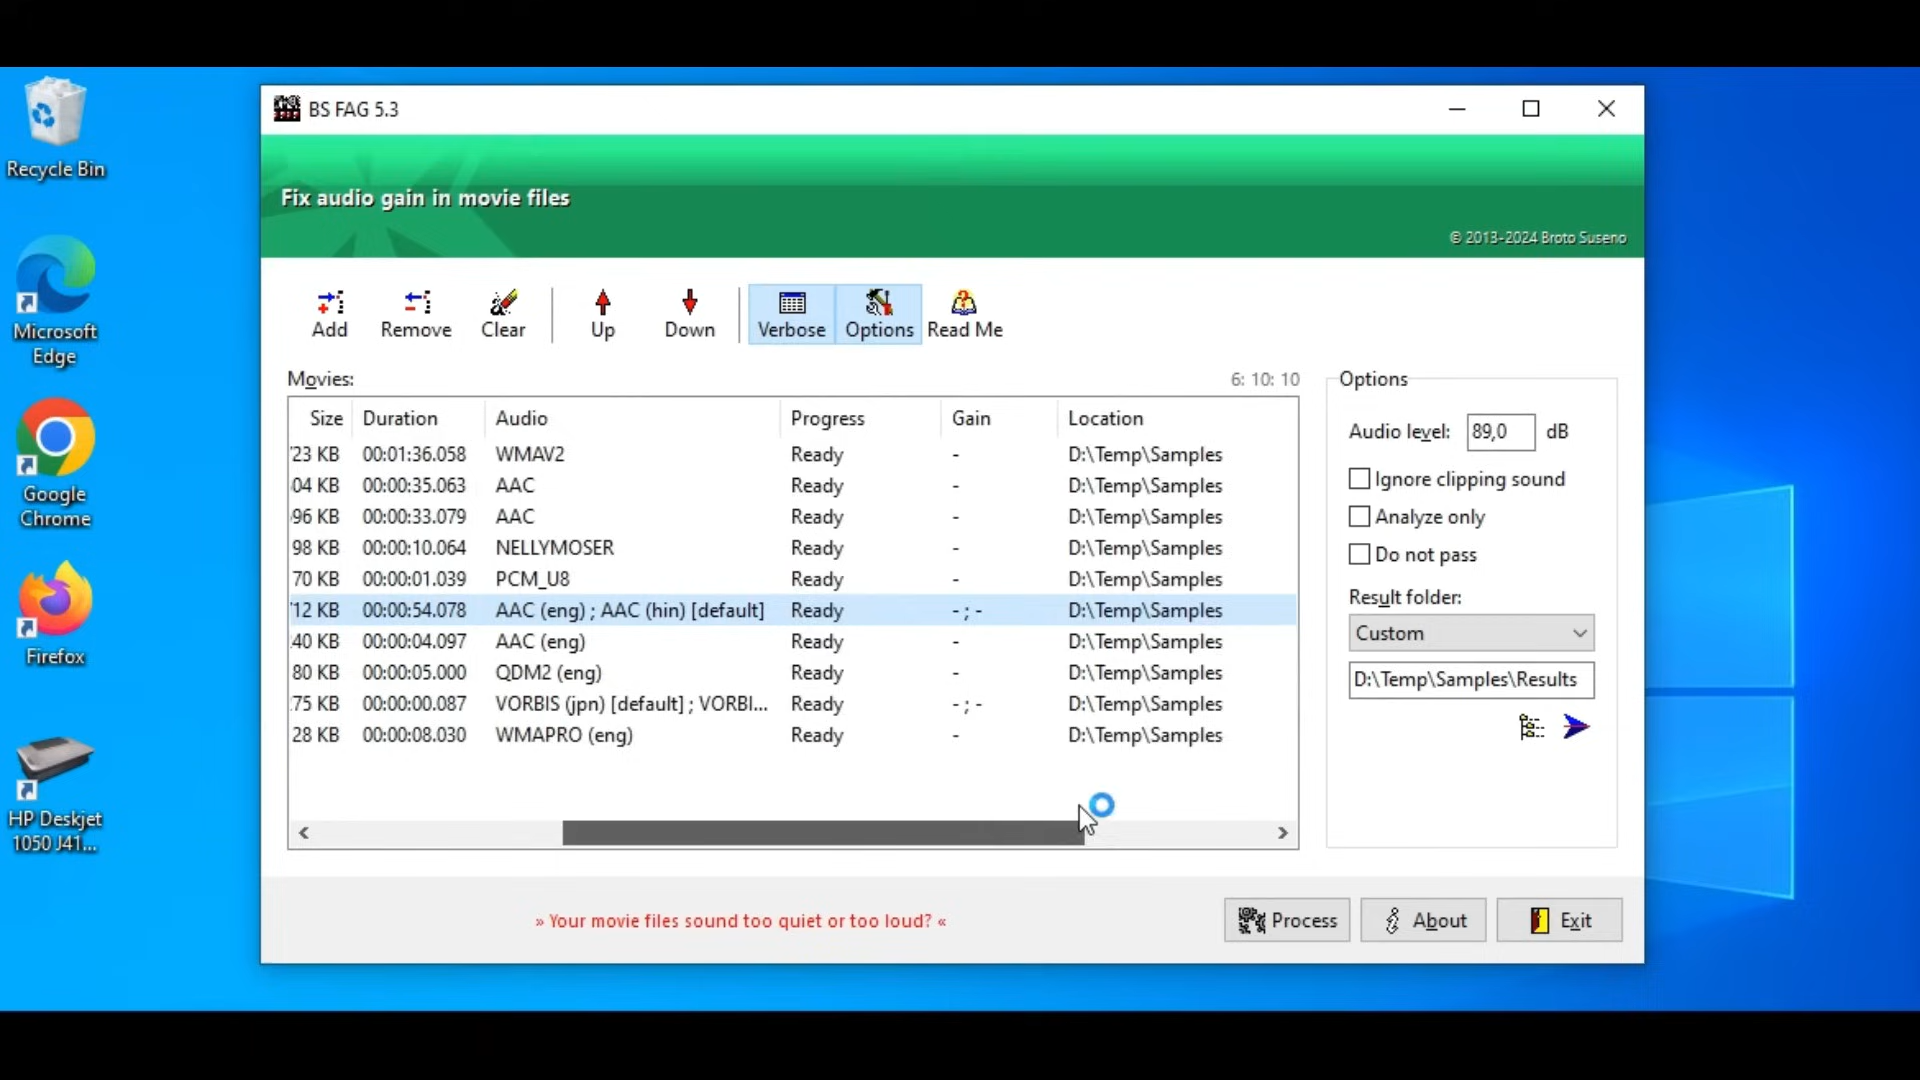 BS FAG 5.3
Fix audio gain in movie files
© 2013-2024 Broto Suseno
Recycle Bin
Microsoft
Edge
Google
Chrome
Firefox
HP Deskjet
1050 J41...
Add Remove Clear Up Down Verbose Options Read Me
Movies: 6: 10: 10
Size Duration Audio Progress Gain Location
23 KB 00:01:36.058 WMAV2 Ready - D:\Temp\Samples
04 KB 00:00:35.063 AAC Ready - D:\Temp\Samples
96 KB 00:00:33.079 AAC Ready - D:\Temp\Samples
98 KB 00:00:10.064 NELLYMOSER Ready - D:\Temp\Samples
70 KB 00:00:01.039 PCM_U8 Ready - D:\Temp\Samples
12 KB 00:00:54.078 AAC (eng) ; AAC (hin) [default] Ready - ; - D:\Temp\Samples
40 KB 00:00:04.097 AAC (eng) Ready - D:\Temp\Samples
80 KB 00:00:05.000 QDM2 (eng) Ready - D:\Temp\Samples
75 KB 00:00:00.087 VORBIS (jpn) [default] ; VORBI... Ready - ; - D:\Temp\Samples
28 KB 00:00:08.030 WMAPRO (eng) Ready - D:\Temp\Samples
Options
Audio level: 89,0 dB
Ignore clipping sound
Analyze only
Do not pass
Result folder:
Custom
D:\Temp\Samples\Results
» Your movie files sound too quiet or too loud? «
Process About Exit